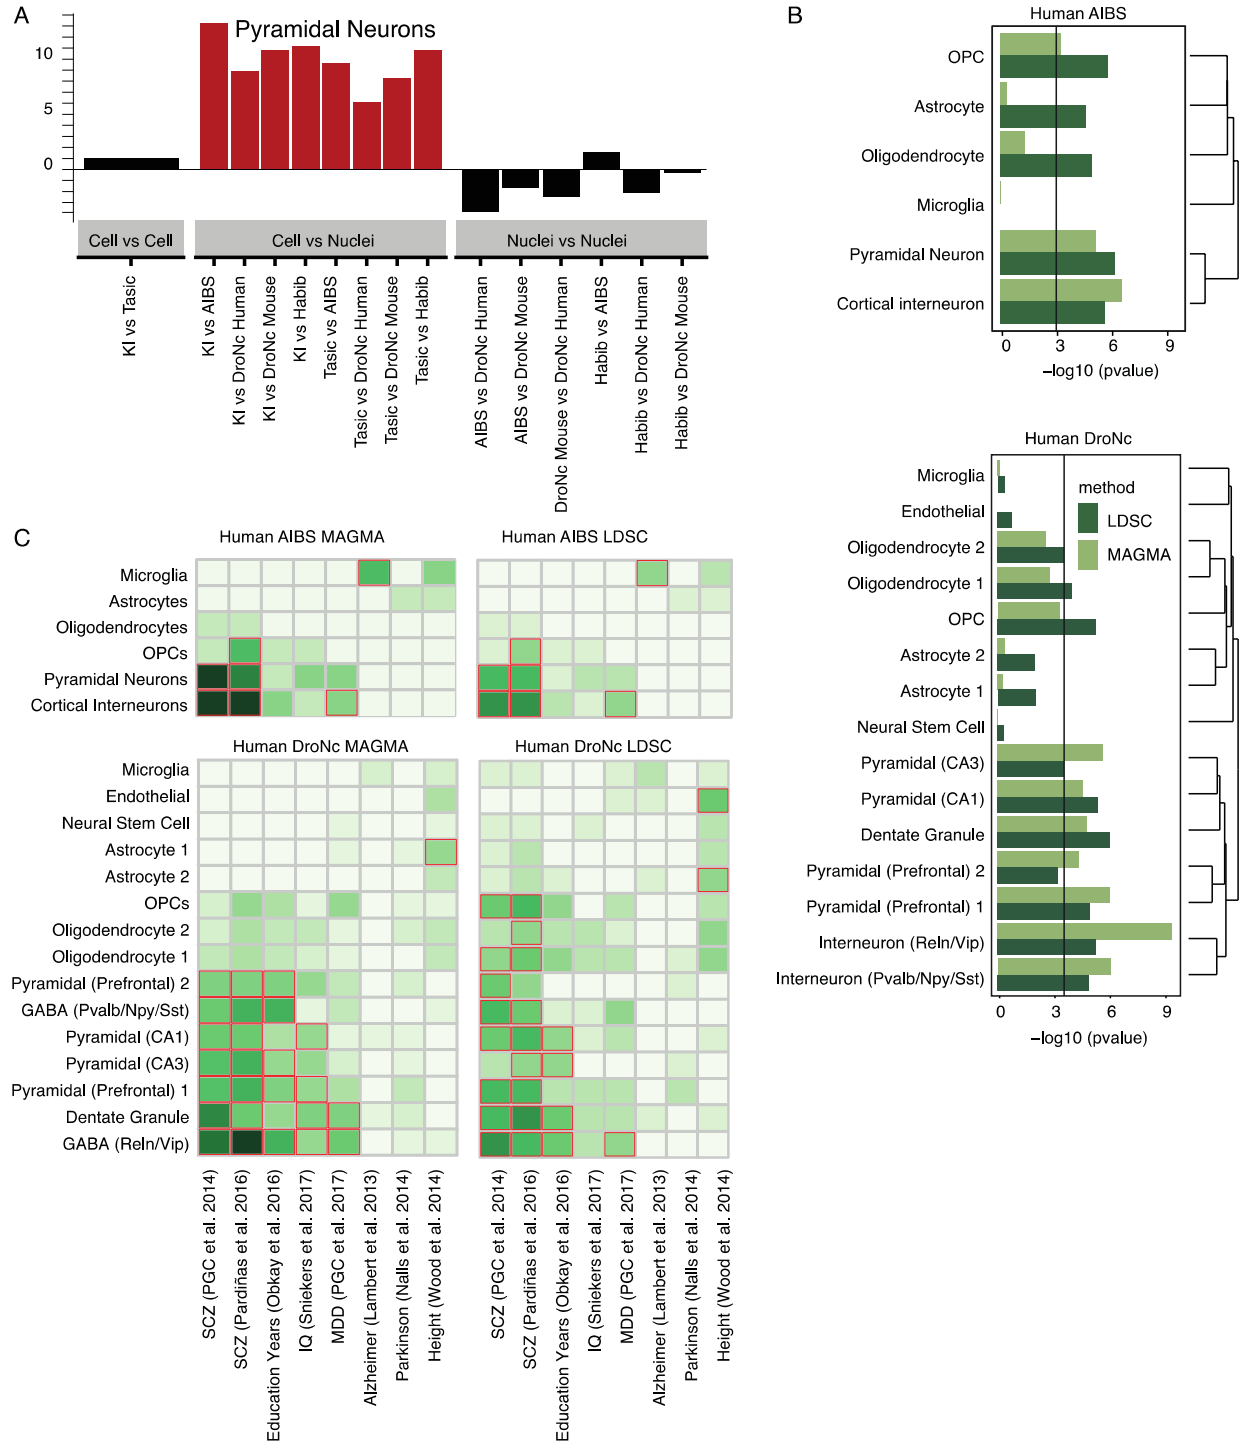 A
Pyramidal Neurons
10
5
0
Cell vs Cell
Cell vs Nuclei
Nuclei vs Nuclei
KI vs Tasic
KI vs AIBS
KI vs DroNc Human
KI vs DroNc Mouse
KI vs Habib
Tasic vs AIBS
Tasic vs DroNc Human
Tasic vs DroNc Mouse
Tasic vs Habib
AIBS vs DroNc Human
AIBS vs DroNc Mouse
DroNc Mouse vs DroNc Human
Habib vs AIBS
Habib vs DroNc Human
Habib vs DroNc Mouse
B
Human AIBS
OPC
Astrocyte
Oligodendrocyte
Microglia
Pyramidal Neuron
Cortical interneuron
0 3 6 9
−log10 (pvalue)
Human DroNc
Microglia
Endothelial
Oligodendrocyte 2
Oligodendrocyte 1
OPC
Astrocyte 2
Astrocyte 1
Neural Stem Cell
Pyramidal (CA3)
Pyramidal (CA1)
Dentate Granule
Pyramidal (Prefrontal) 2
Pyramidal (Prefrontal) 1
Interneuron (Reln/Vip)
Interneuron (Pvalb/Npy/Sst)
method
LDSC
MAGMA
0 3 6 9
−log10 (pvalue)
C
Human AIBS MAGMA
Human AIBS LDSC
Microglia
Astrocytes
Oligodendrocytes
OPCs
Pyramidal Neurons
Cortical Interneurons
Human DroNc MAGMA
Human DroNc LDSC
Microglia
Endothelial
Neural Stem Cell
Astrocyte 1
Astrocyte 2
OPCs
Oligodendrocyte 2
Oligodendrocyte 1
Pyramidal (Prefrontal) 2
GABA (Pvalb/Npy/Sst)
Pyramidal (CA1)
Pyramidal (CA3)
Pyramidal (Prefrontal) 1
Dentate Granule
GABA (Reln/Vip)
SCZ (PGC et al. 2014)
SCZ (Pardiñas et al. 2016)
Education Years (Obkay et al. 2016)
IQ (Sniekers et al. 2017)
MDD (PGC et al. 2017)
Alzheimer (Lambert et al. 2013)
Parkinson (Nalls et al. 2014)
Height (Wood et al. 2014)
SCZ (PGC et al. 2014)
SCZ (Pardiñas et al. 2016)
Education Years (Obkay et al. 2016)
IQ (Sniekers et al. 2017)
MDD (PGC et al. 2017)
Alzheimer (Lambert et al. 2013)
Parkinson (Nalls et al. 2014)
Height (Wood et al. 2014)